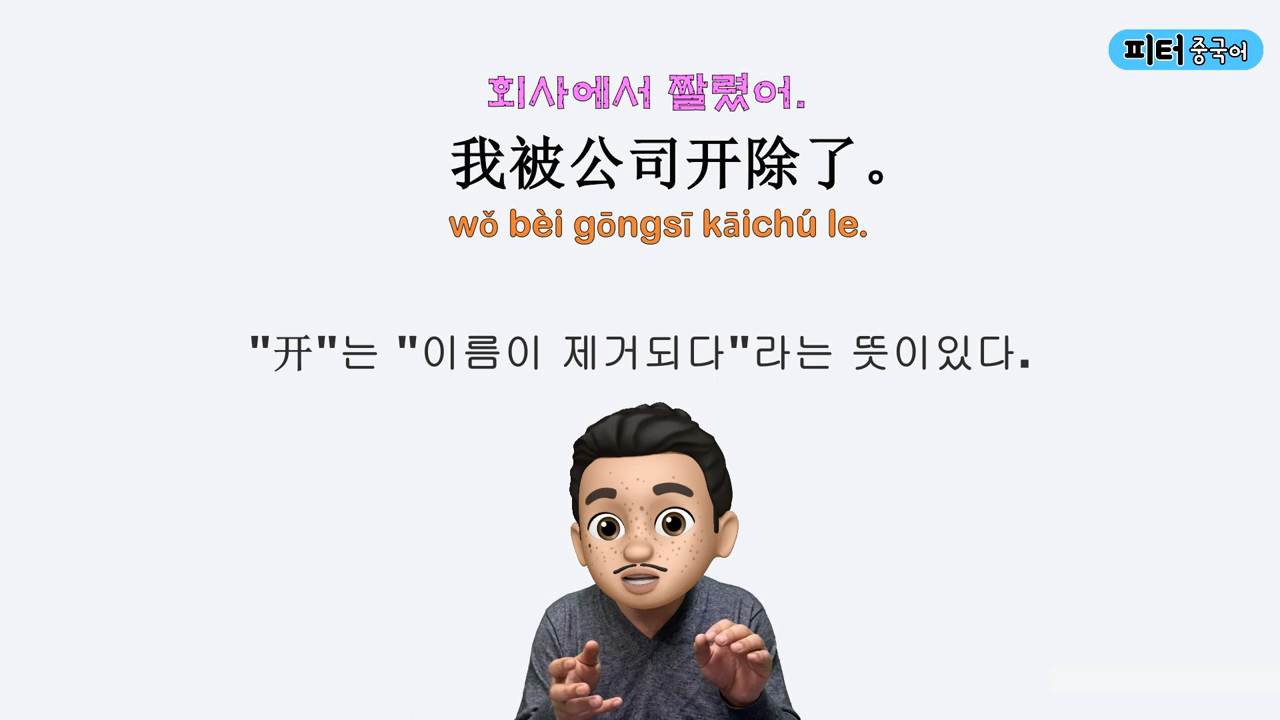 피터 중국어
회사에서 짤렸어.
我被公司开除了。
wǒ bèi gōngsī kāichú le.
"开"는 "이름이 제거되다"라는 뜻이있다.